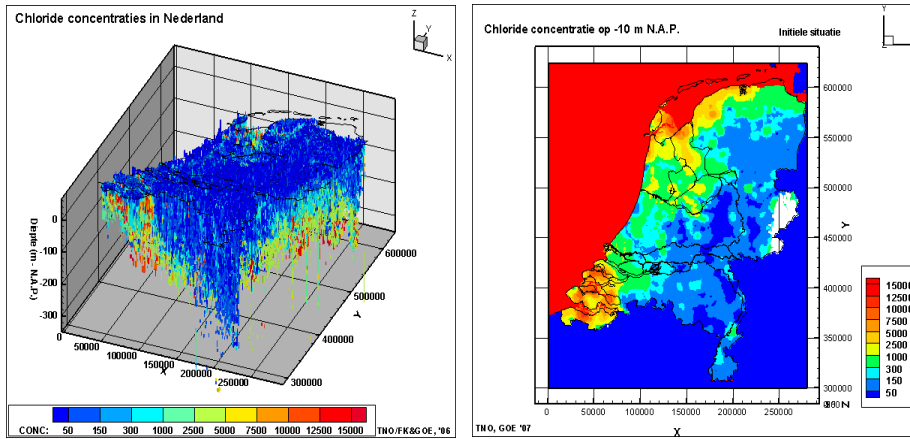 Chloride concentraties in Nederland
Z
Y
X
Diepte (m - N.A.P.)
0
-100
-200
-300
0
50000
100000
150000
200000
250000
X
300000
400000
500000
600000
Y
CONC: 50 150 300 1000 2500 5000 7500 10000 12500 15000
TNO/FK&GOE, '06
Chloride concentratie op -10 m N.A.P.
Initiele situatie
Y
Z
600000
550000
500000
450000
400000
350000
300000
Y
0 50000 100000 150000 200000 250000
X
Z
15000
12500
10000
7500
5000
2500
1000
300
150
50
TNO, GOE '07